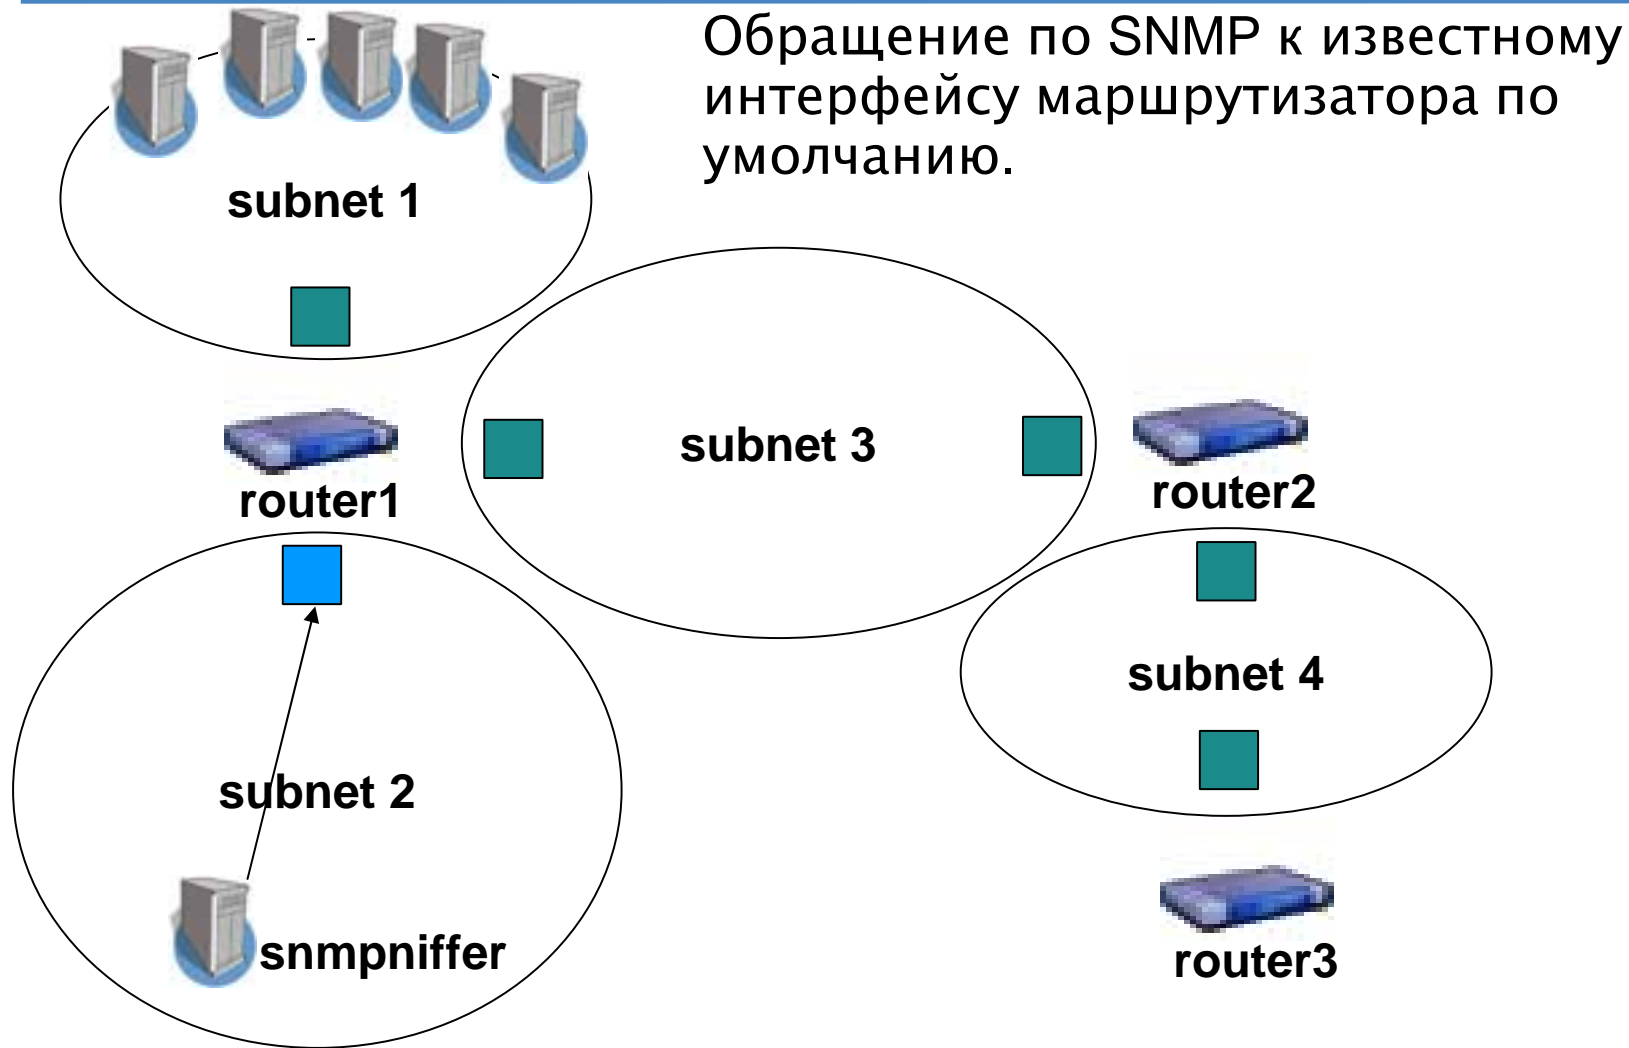 Обращение по SNMP к известному
интерфейсу маршрутизатора по
умолчанию.
subnet 1
subnet 3
router1
router2
subnet 4
subnet 2
snmpniffer
router3